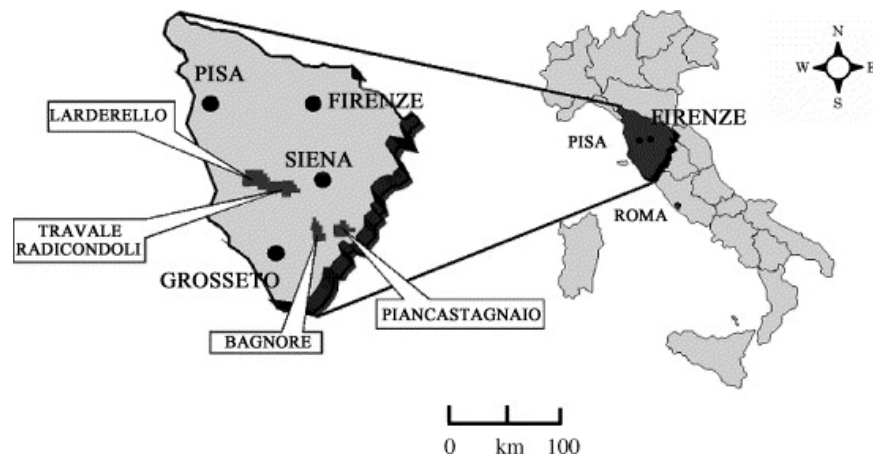 PISA
LARDERELLO
FIRENZE
SIENA
TRAVALE
RADICONDOLI
GROSSETO
BAGNORE
PIANCASTAGNAIO
FIRENZE
PISA
ROMA
N
W E
S
0 km 100